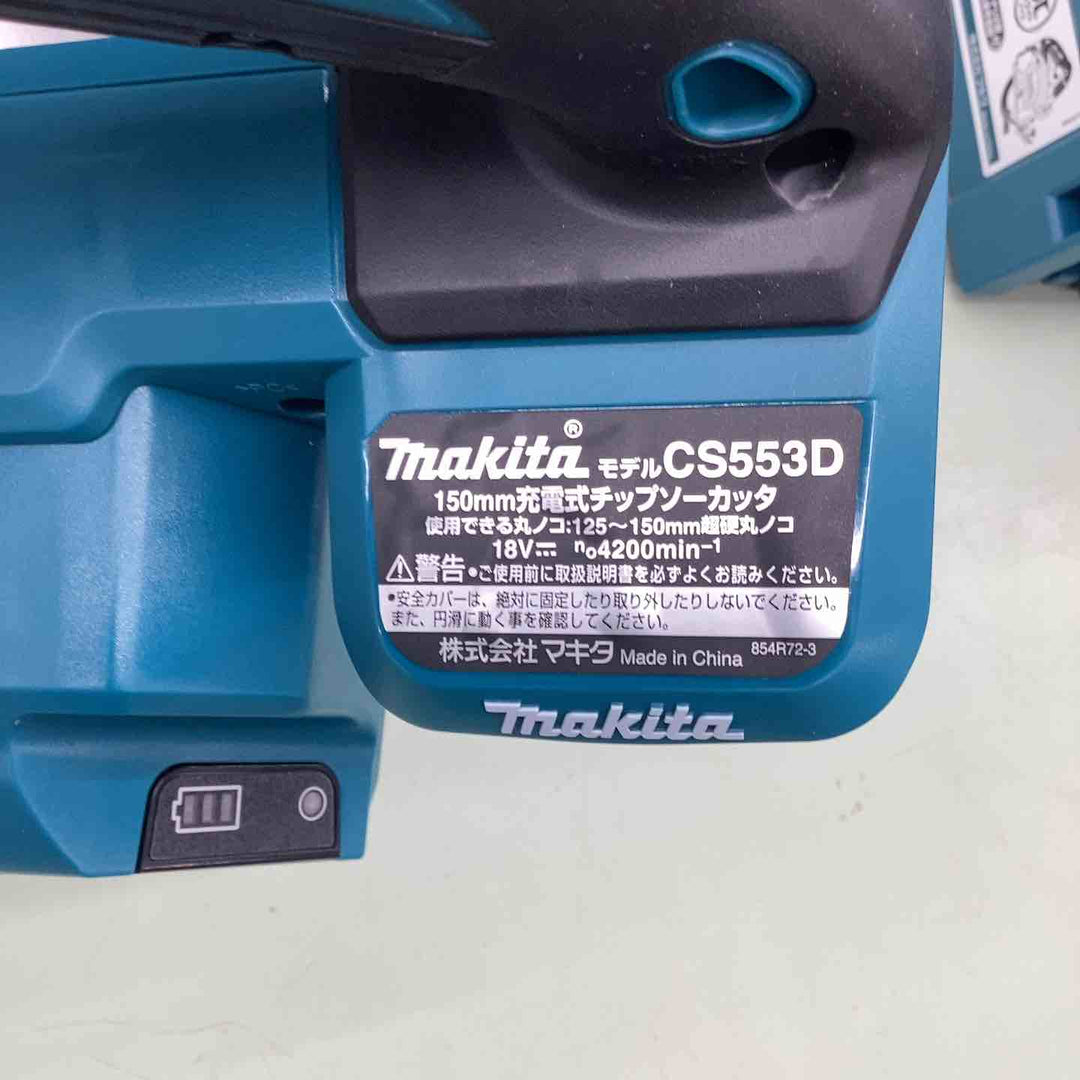 makita® モデル CS553D
150mm充電式チップソーカッタ
使用できる丸ノコ:125～150mm超硬丸ノコ
18V⎓ n₀4200min⁻¹
⚠警告 •ご使用前に取扱説明書を必ずよくお読みください。
•安全カバーは、絶対に固定したり取り外したりしないでください。
また、円滑に動く事を確認してください。
株式会社マキタ Made in China 854R72-3
makita